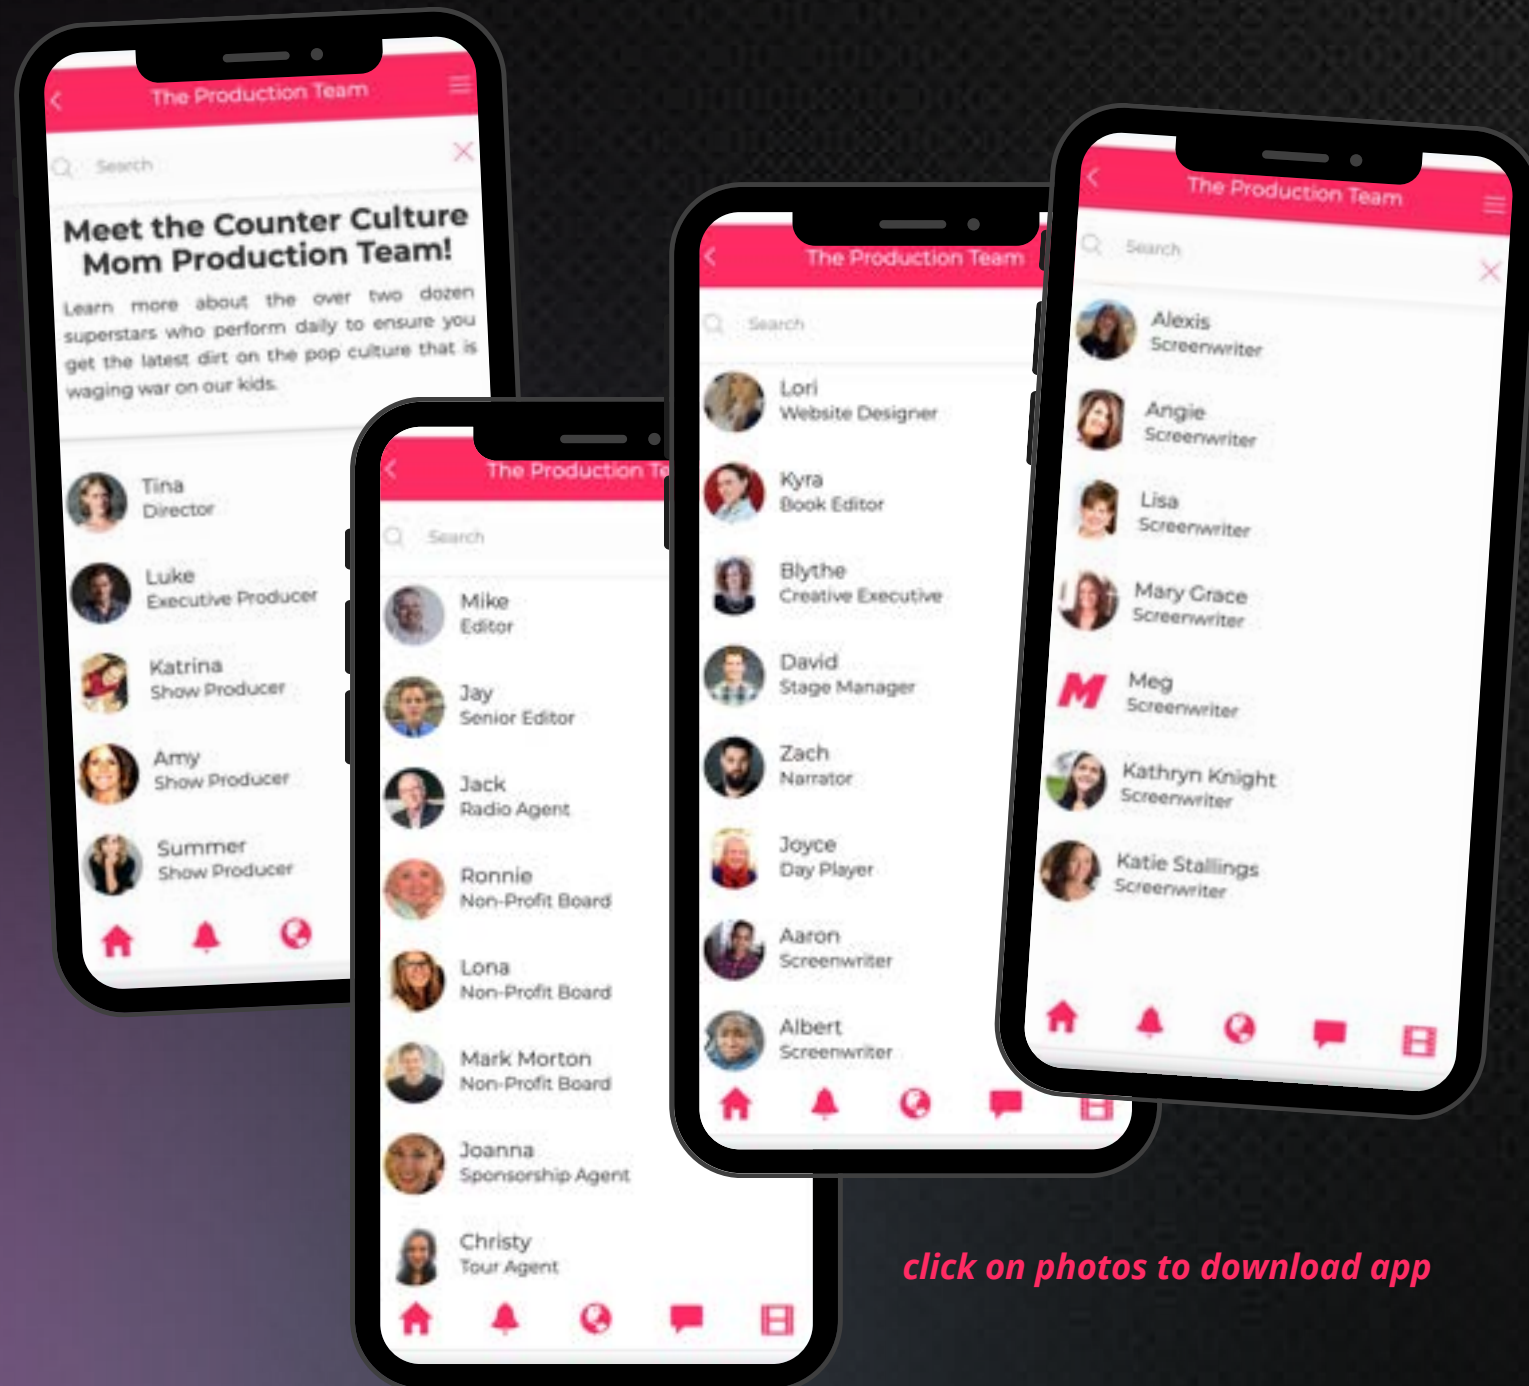 The Production Team
Search
Meet the Counter Culture
Mom Production Team!
Learn more about the over two dozen
superstars who perform daily to ensure you
get the latest dirt on the pop culture that is
waging war on our kids.
Tina
Director
Luke
Executive Producer
Katrina
Show Producer
Amy
Show Producer
Summer
Show Producer
The Production Te
Search
Mike
Editor
Jay
Senior Editor
Jack
Radio Agent
Ronnie
Non-Profit Board
Lona
Non-Profit Board
Mark Morton
Non-Profit Board
Joanna
Sponsorship Agent
Christy
Tour Agent
The Production Team
Search
Lori
Website Designer
Kyra
Book Editor
Blythe
Creative Executive
David
Stage Manager
Zach
Narrator
Joyce
Day Player
Aaron
Screenwriter
Albert
Screenwriter
The Production Team
Search
Alexis
Screenwriter
Angie
Screenwriter
Lisa
Screenwriter
Mary Grace
Screenwriter
M
Meg
Screenwriter
Kathryn Knight
Screenwriter
Katie Stallings
Screenwriter
click on photos to download app